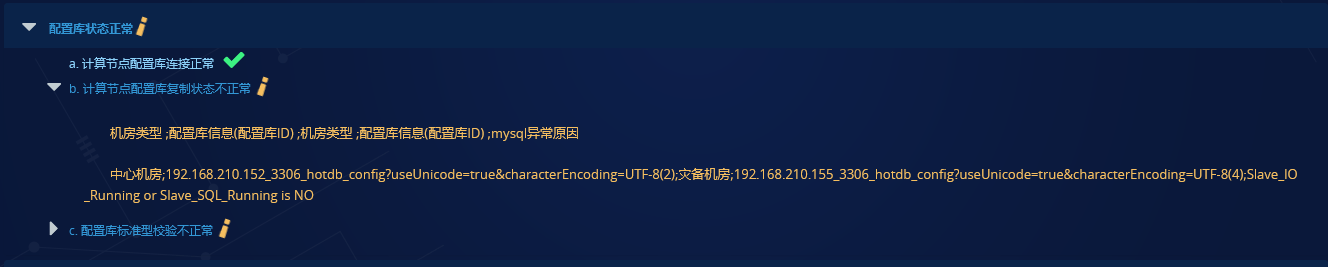 配置库状态正常
a. 计算节点配置库连接正常
b. 计算节点配置库复制状态不正常
机房类型 ;配置库信息(配置库ID) ;机房类型 ;配置库信息(配置库ID) ;mysql异常原因
中心机房;192.168.210.152_3306_hotdb_config?useUnicode=true&characterEncoding=UTF-8(2);灾备机房;192.168.210.155_3306_hotdb_config?useUnicode=true&characterEncoding=UTF-8(4);Slave_IO
_Running or Slave_SQL_Running is NO
c. 配置库标准型校验不正常